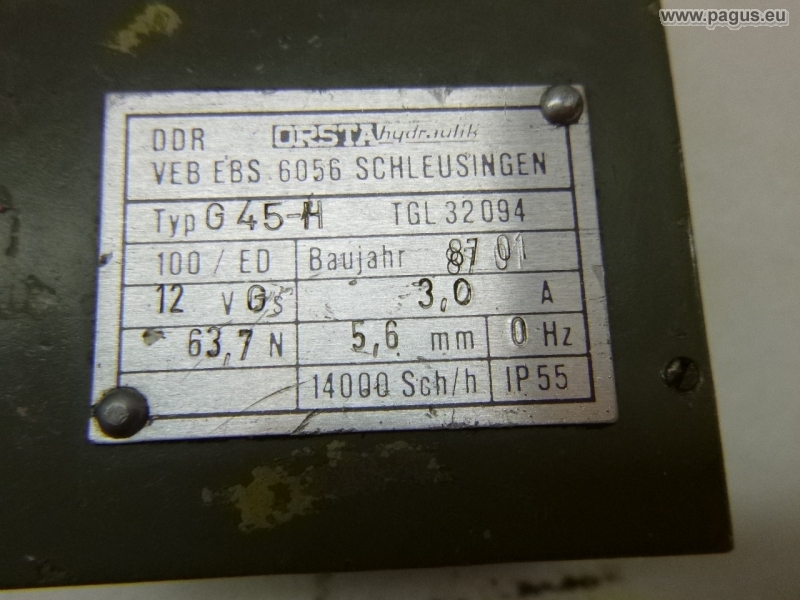 www.pagus.eu
DDR ORSTA hydraulik
VEB EBS 6056 SCHLEUSINGEN
Typ G 45-H TGL 32094
100 / ED Baujahr 87 01
12 V Gs 3,0 A
63,7 N 5,6 mm 0 Hz
14000 Sch/h IP 55